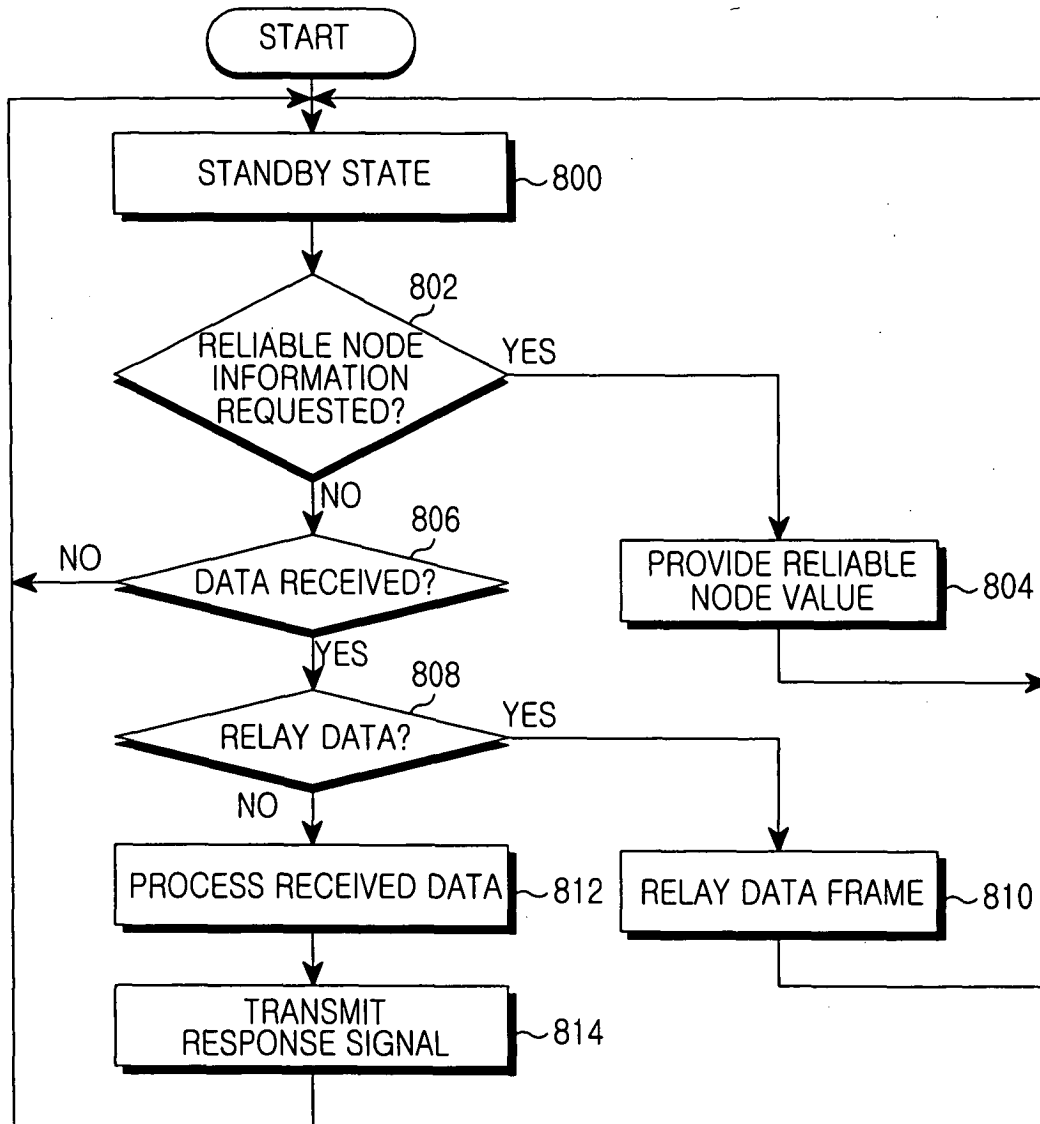 START
STANDBY STATE
800
802
RELIABLE NODE
INFORMATION
REQUESTED?
YES
NO
806
NO
DATA RECEIVED?
PROVIDE RELIABLE
NODE VALUE
804
YES
808
RELAY DATA?
YES
NO
PROCESS RECEIVED DATA
812
RELAY DATA FRAME
810
TRANSMIT
RESPONSE SIGNAL
814